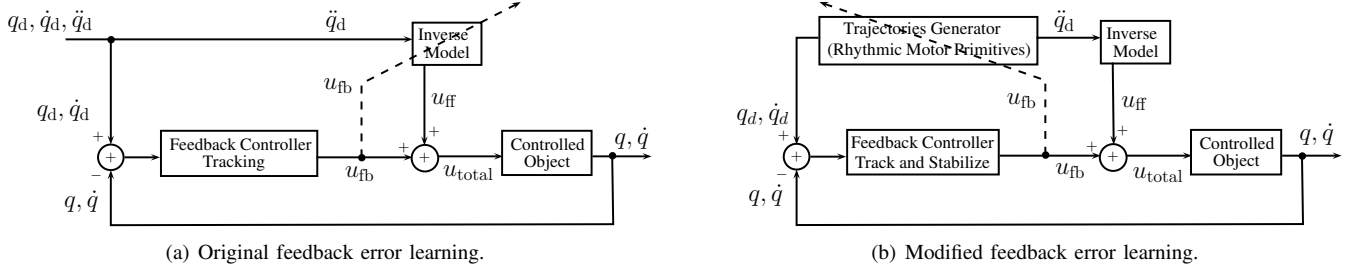 q_d, q̇_d, q̈_d
q̈_d
Inverse
Model
u_fb
u_ff
q_d, q̇_d
+
−
+
Feedback Controller
Tracking
u_fb
+
+
+
u_total
Controlled
Object
q, q̇
q, q̇
(a) Original feedback error learning.
Trajectories Generator
(Rhythmic Motor Primitives)
q̈_d
Inverse
Model
u_fb
u_ff
q_d, q̇_d
+
−
+
Feedback Controller
Track and Stabilize
u_fb
+
+
+
u_total
Controlled
Object
q, q̇
q, q̇
(b) Modified feedback error learning.